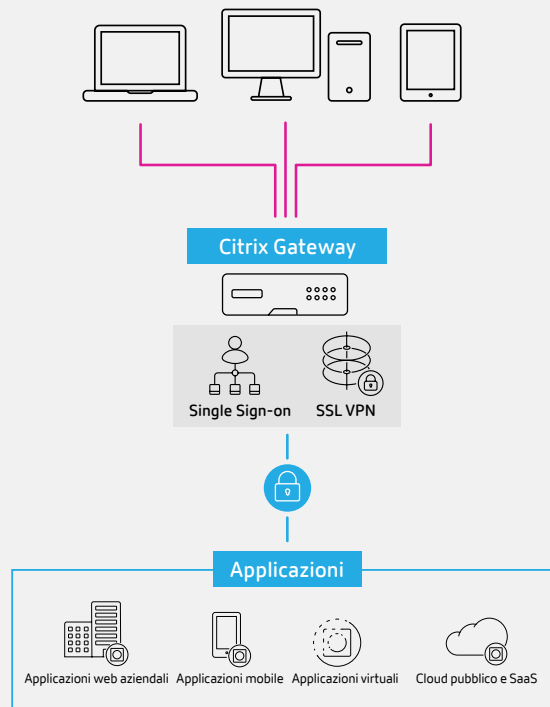 Citrix Gateway
Single Sign-on
SSL VPN
Applicazioni
Applicazioni web aziendali
Applicazioni mobile
Applicazioni virtuali
Cloud pubblico e SaaS